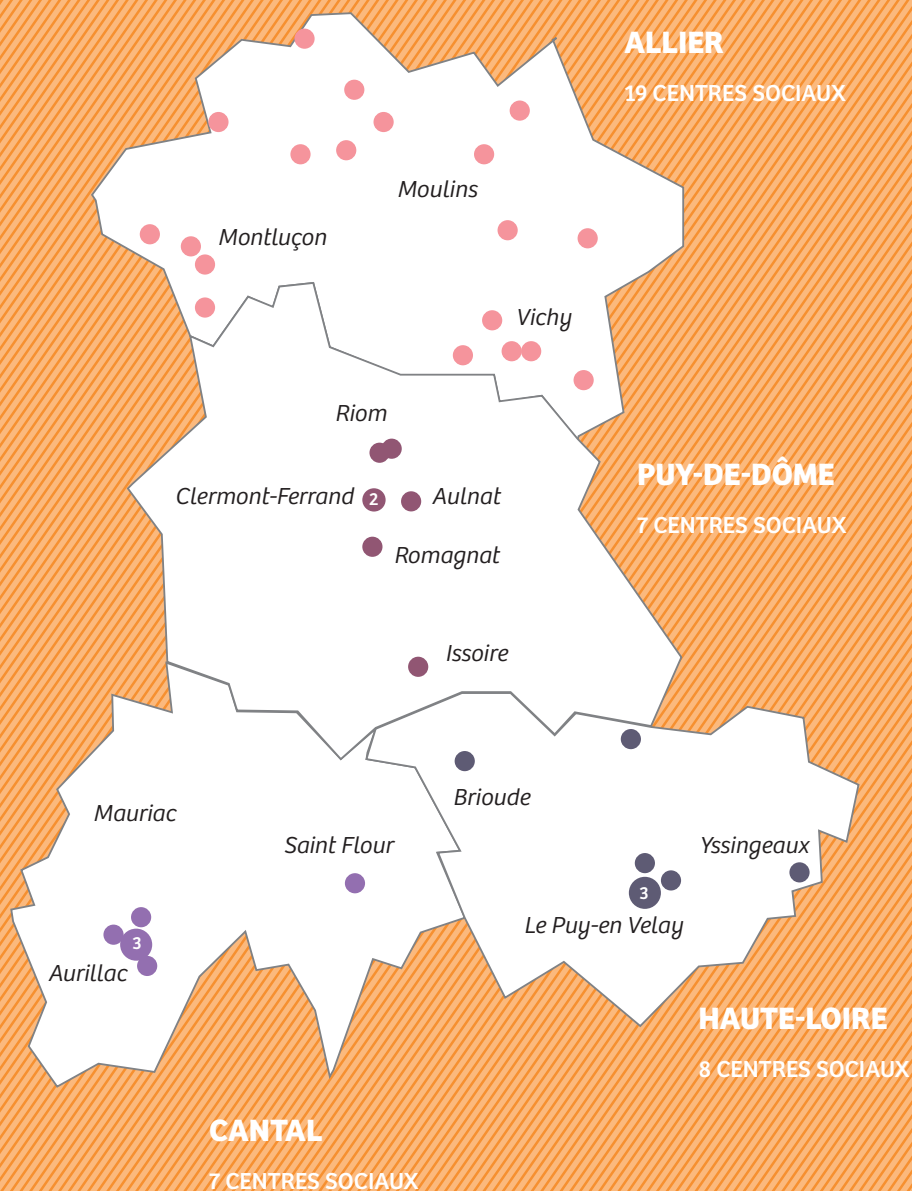 ALLIER
19 CENTRES SOCIAUX
Moulins
Montluçon
Vichy
Riom
PUY-DE-DÔME
7 CENTRES SOCIAUX
Clermont-Ferrand 2 Aulnat
Romagnat
Issoire
Brioude
Mauriac
Saint Flour
Yssingeaux
3
Le Puy-en Velay
3
Aurillac
HAUTE-LOIRE
8 CENTRES SOCIAUX
CANTAL
7 CENTRES SOCIAUX